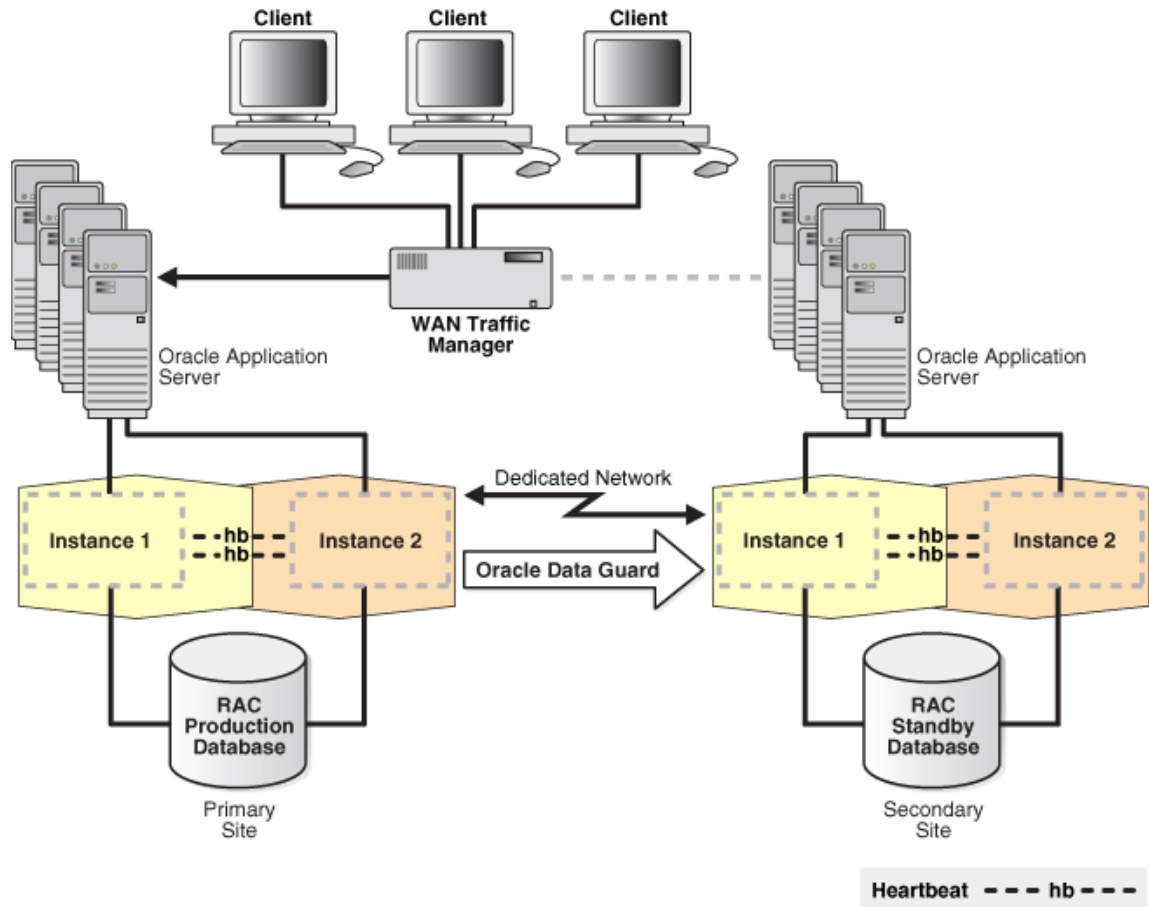 Client
Client
Client
WAN Traffic
Manager
Oracle Application
Server
Oracle Application
Server
Dedicated Network
Instance 1
hb
hb
Instance 2
Oracle Data Guard
Instance 1
hb
hb
Instance 2
RAC
Production
Database
RAC
Standby
Database
Primary
Site
Secondary
Site
Heartbeat
hb